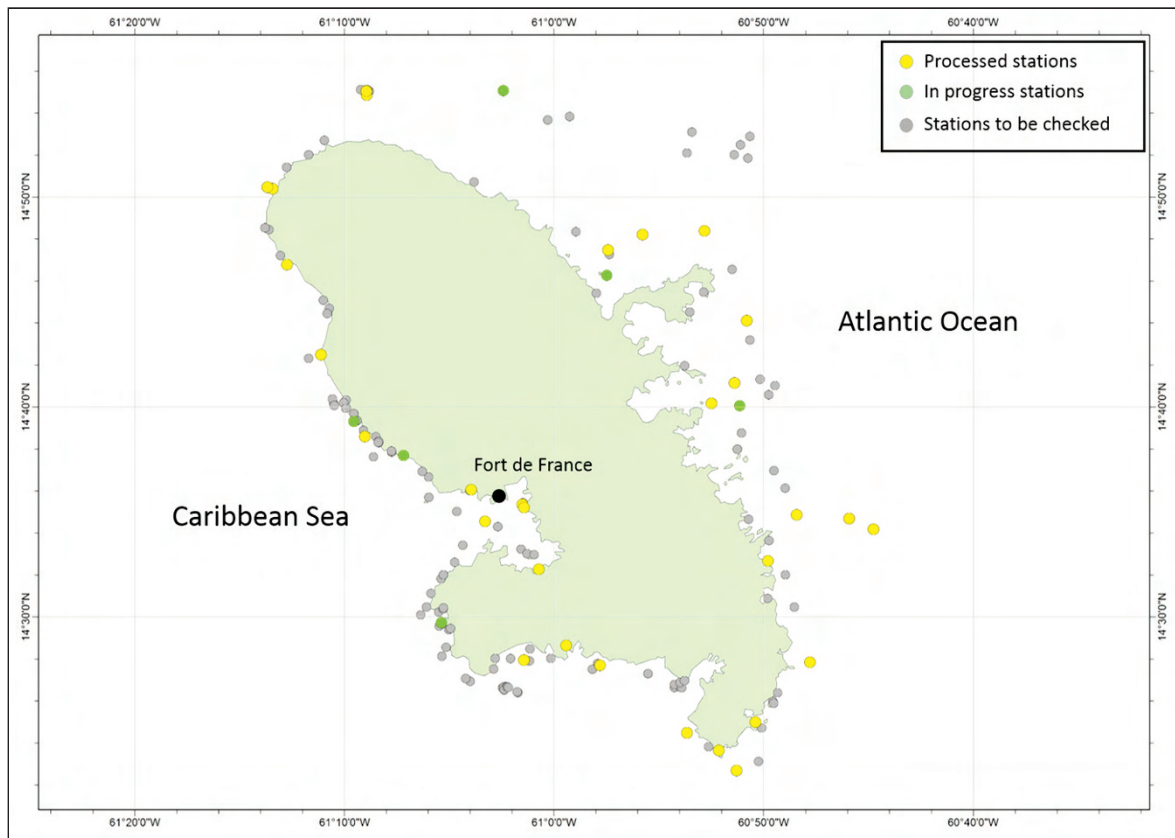 61°20'0"W 61°10'0"W 61°0'0"W 60°50'0"W 60°40'0"W
Processed stations
In progress stations
Stations to be checked
14°50'0"N 14°50'0"N
Atlantic Ocean
14°40'0"N 14°40'0"N
Fort de France
Caribbean Sea
14°30'0"N 14°30'0"N
61°20'0"W 61°10'0"W 61°0'0"W 60°50'0"W 60°40'0"W